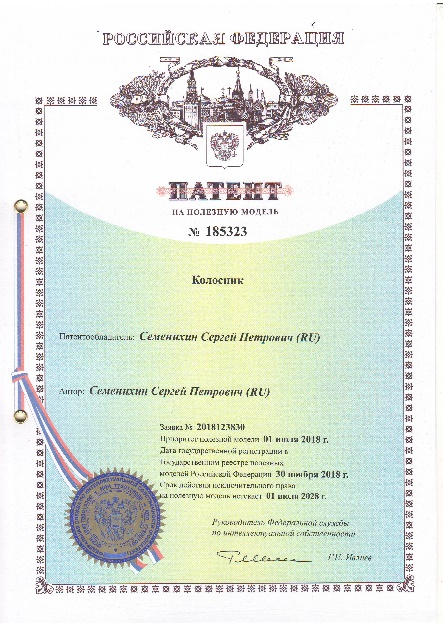 РОССИЙСКАЯ ФЕДЕРАЦИЯ
ПАТЕНТ
НА ПОЛЕЗНУЮ МОДЕЛЬ
№ 185323
Колосник
Патентообладатель: Семенихин Сергей Петрович (RU)
Автор: Семенихин Сергей Петрович (RU)
Заявка № 2018123830
Приоритет полезной модели 01 июля 2018 г.
Дата государственной регистрации в
Государственном реестре полезных
моделей Российской Федерации 30 ноября 2018 г.
Срок действия исключительного права
на полезную модель истекает 01 июля 2028 г.
Руководитель Федеральной службы
по интеллектуальной собственности
Г.П. Ивлиев